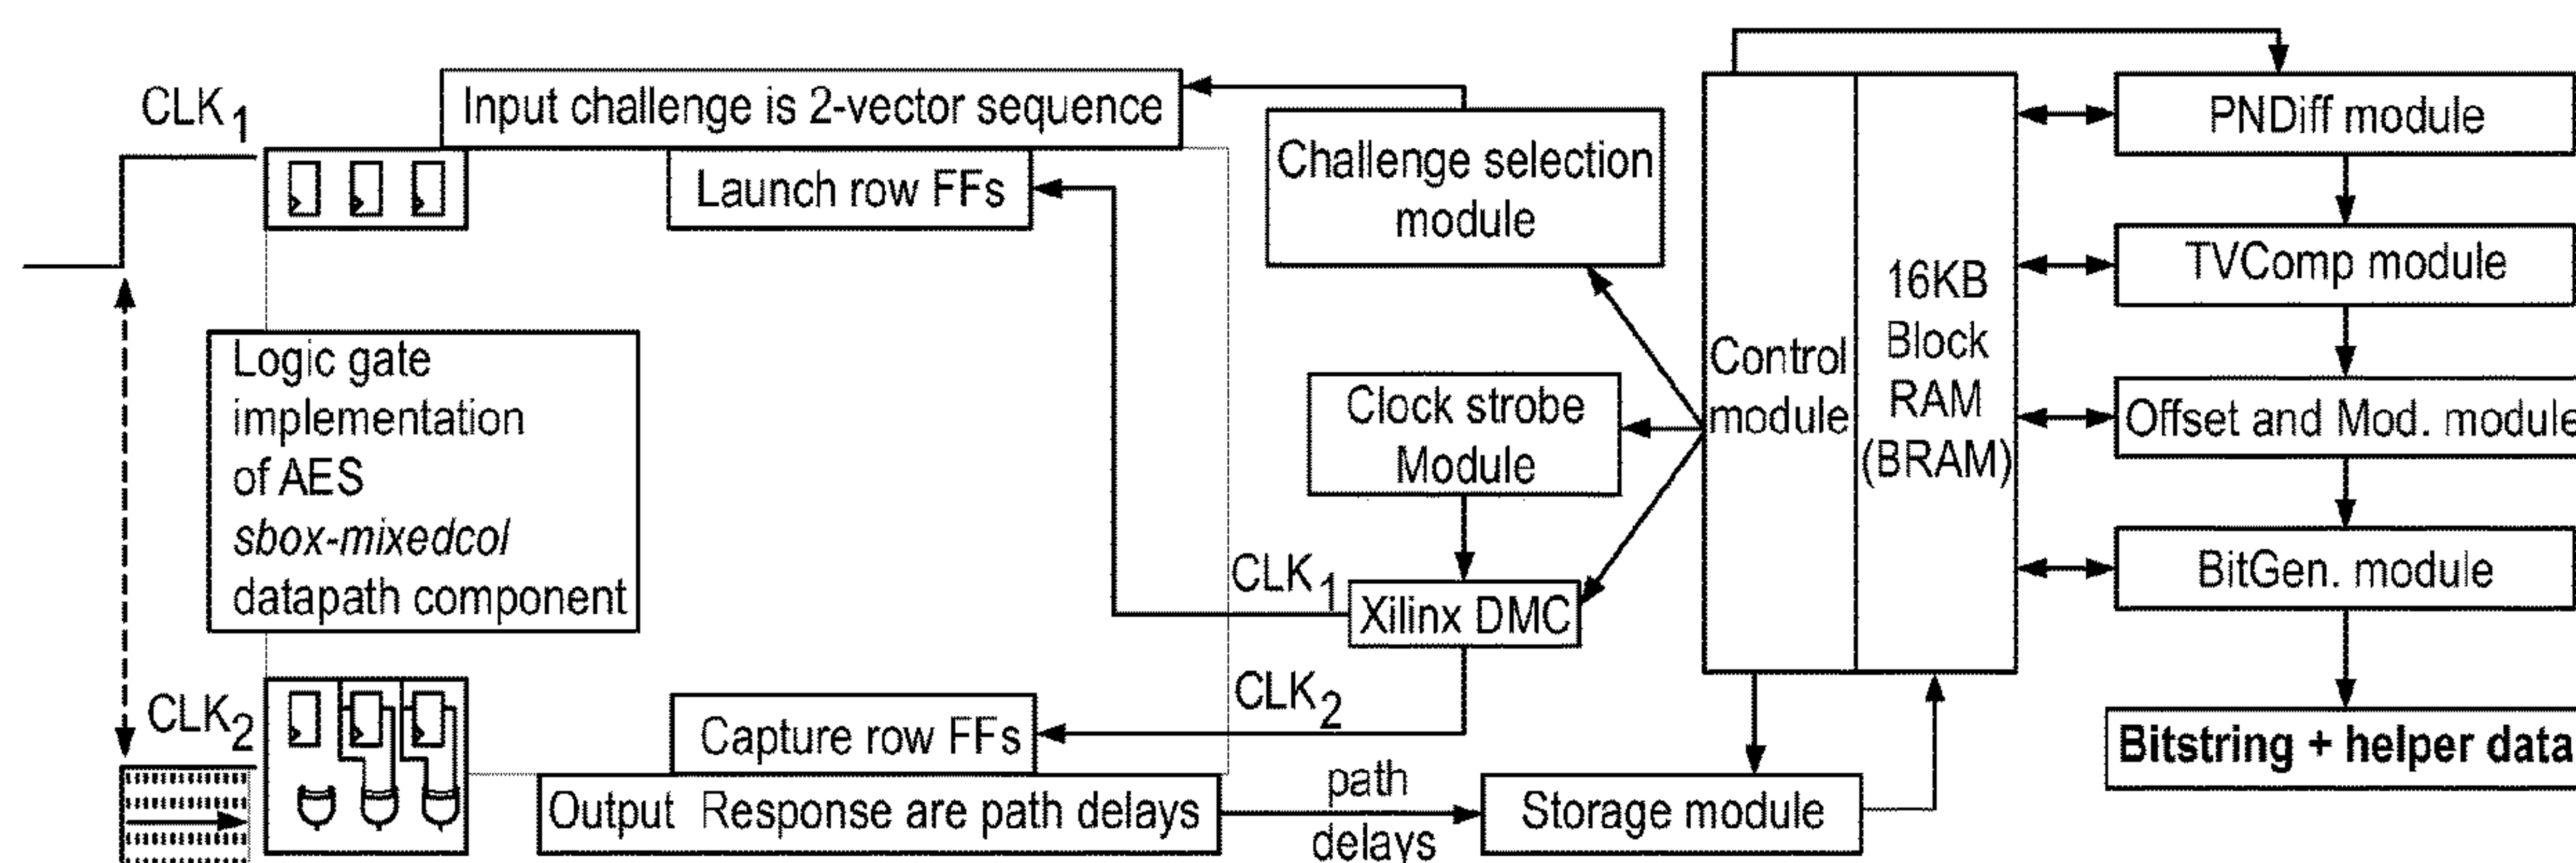 CLK1
Input challenge is 2-vector sequence
Launch row FFs
Challenge selection
module
Logic gate
implementation
of AES
sbox-mixedcol
datapath component
Clock strobe
Module
CLK1
Xilinx DMC
CLK2
CLK2
Capture row FFs
Output Response are path delays
path
delays
Storage module
Control
module
16KB
Block
RAM
(BRAM)
PNDiff module
TVComp module
Offset and Mod. module
BitGen. module
Bitstring + helper data